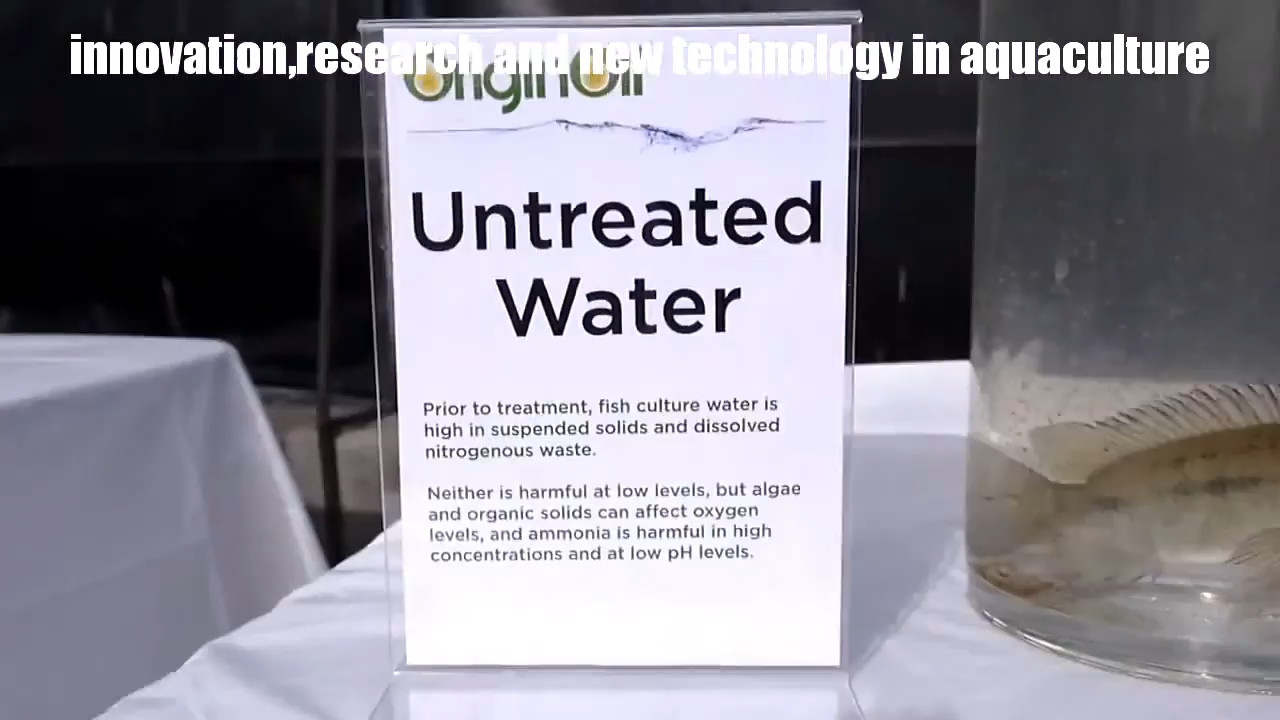 innovation,research and new technology in aquaculture
OriginOil
Untreated
Water
Prior to treatment, fish culture water is
high in suspended solids and dissolved
nitrogenous waste.
Neither is harmful at low levels, but algae
and organic solids can affect oxygen
levels, and ammonia is harmful in high
concentrations and at low pH levels.